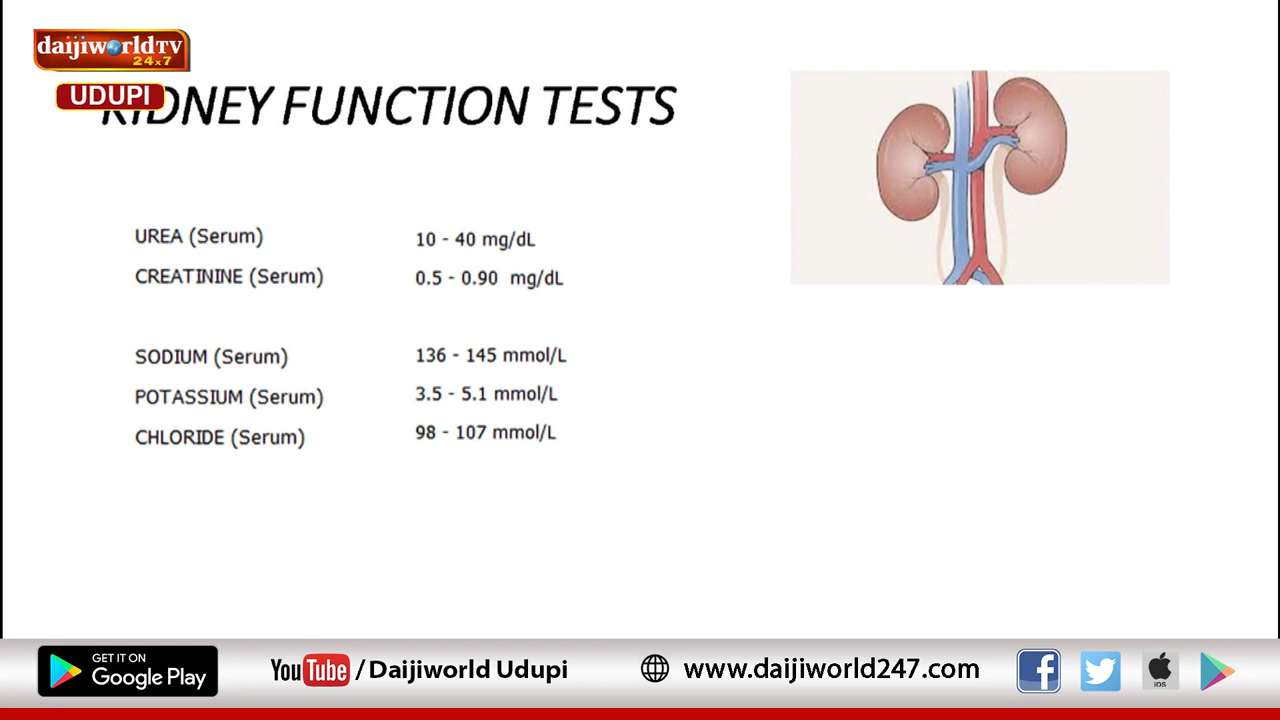 daijiworldTV
24x7
UDUPI
KIDNEY FUNCTION TESTS
UREA (Serum) 10 - 40 mg/dL
CREATININE (Serum) 0.5 - 0.90 mg/dL
SODIUM (Serum) 136 - 145 mmol/L
POTASSIUM (Serum) 3.5 - 5.1 mmol/L
CHLORIDE (Serum) 98 - 107 mmol/L
GET IT ON
Google Play
YouTube / Daijiworld Udupi
www.daijiworld247.com
f
iOS